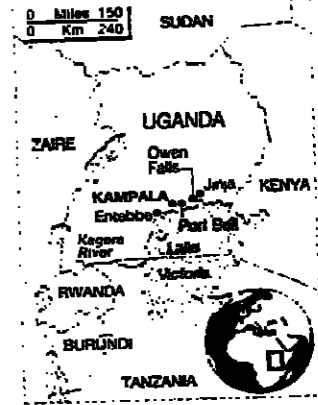 0 Miles 150
0 Km 240
SUDAN
UGANDA
ZAIRE
Owen
Falls
Jinja
KENYA
KAMPALA
Entebbe
Port Bell
Kagera
River
Lake
Victoria
RWANDA
BURUNDI
TANZANIA